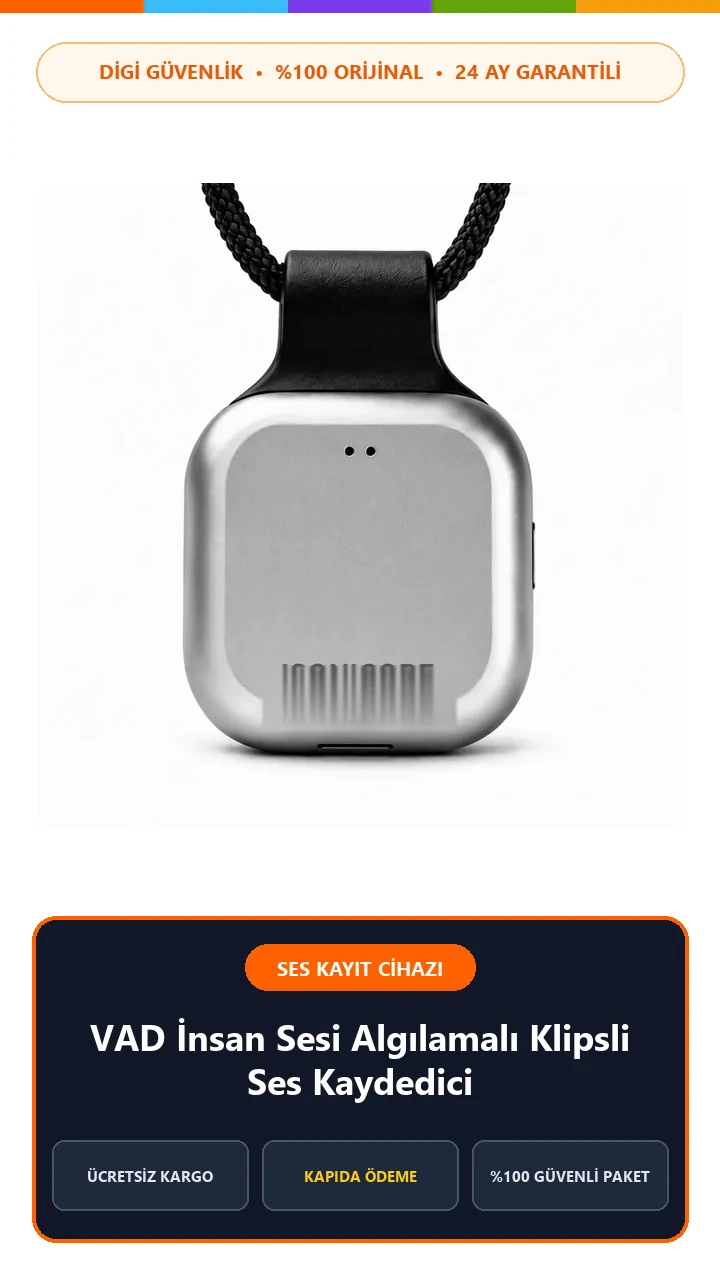 DİGİ GÜVENLİK • %100 ORİJİNAL • 24 AY GARANTİLİ
SES KAYIT CİHAZI
VAD İnsan Sesi Algılamalı Klipsli
Ses Kaydedici
ÜCRETSİZ KARGO
KAPIDA ÖDEME
%100 GÜVENLİ PAKET